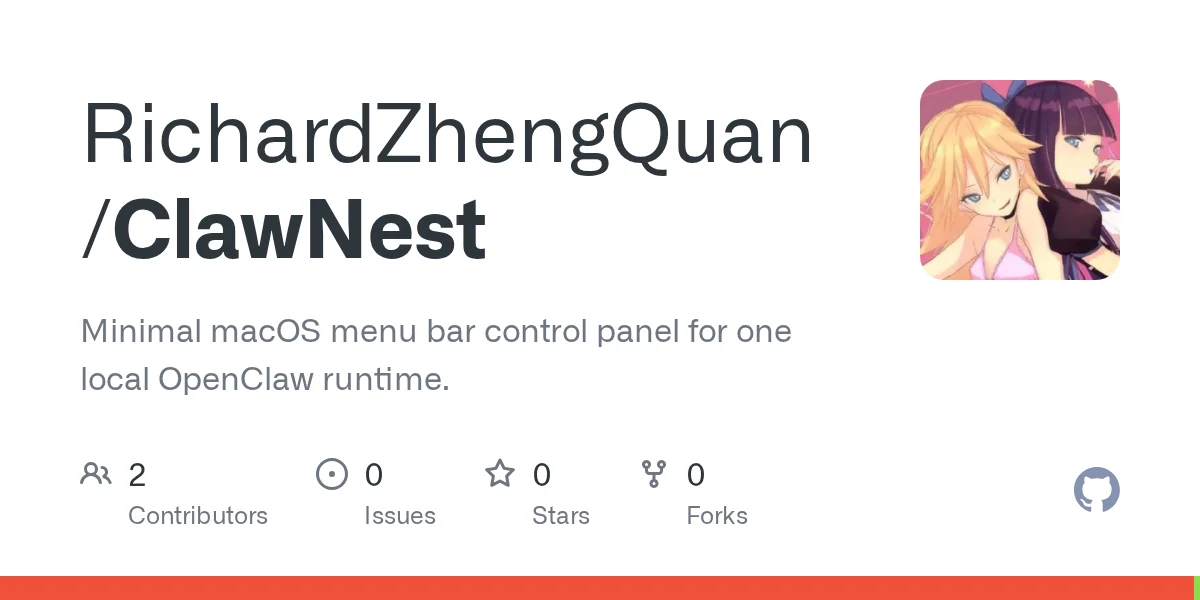 RichardZhengQuan
/ClawNest
Minimal macOS menu bar control panel for one
local OpenClaw runtime.
2 0 0 0
Contributors Issues Stars Forks